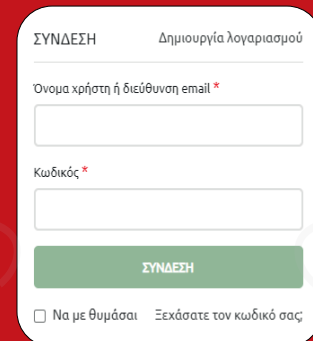 ΣΥΝΔΕΣΗ Δημιουργία λογαριασμού
Όνομα χρήστη ή διεύθυνση email *
Κωδικός *
ΣΥΝΔΕΣΗ
Να με θυμάσαι Ξεχάσατε τον κωδικό σας;